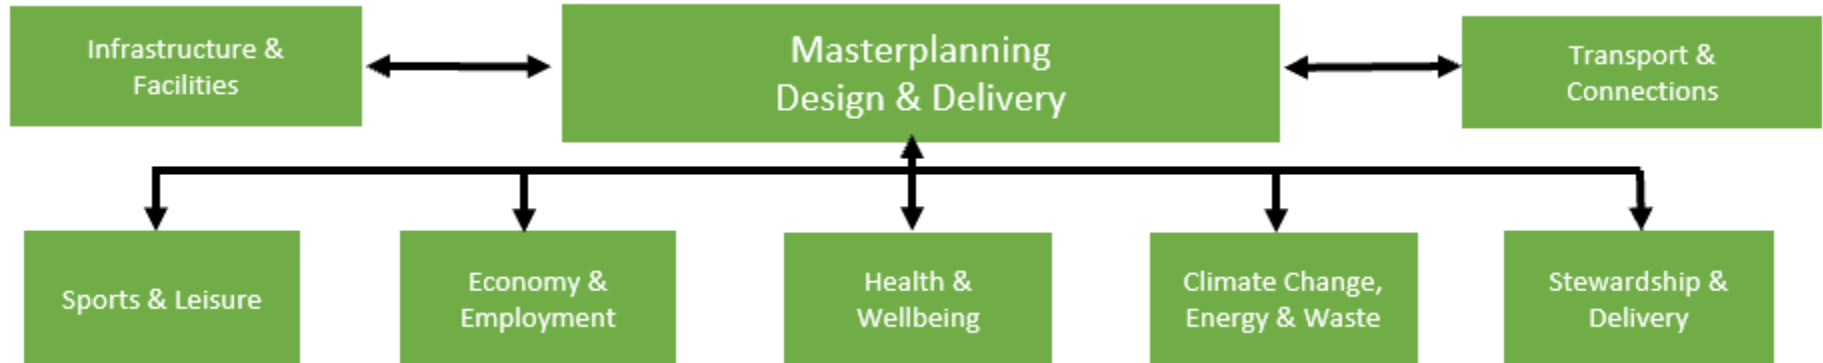 Infrastructure &
Facilities
Masterplanning
Design & Delivery
Transport &
Connections
Sports & Leisure
Economy &
Employment
Health &
Wellbeing
Climate Change,
Energy & Waste
Stewardship &
Delivery